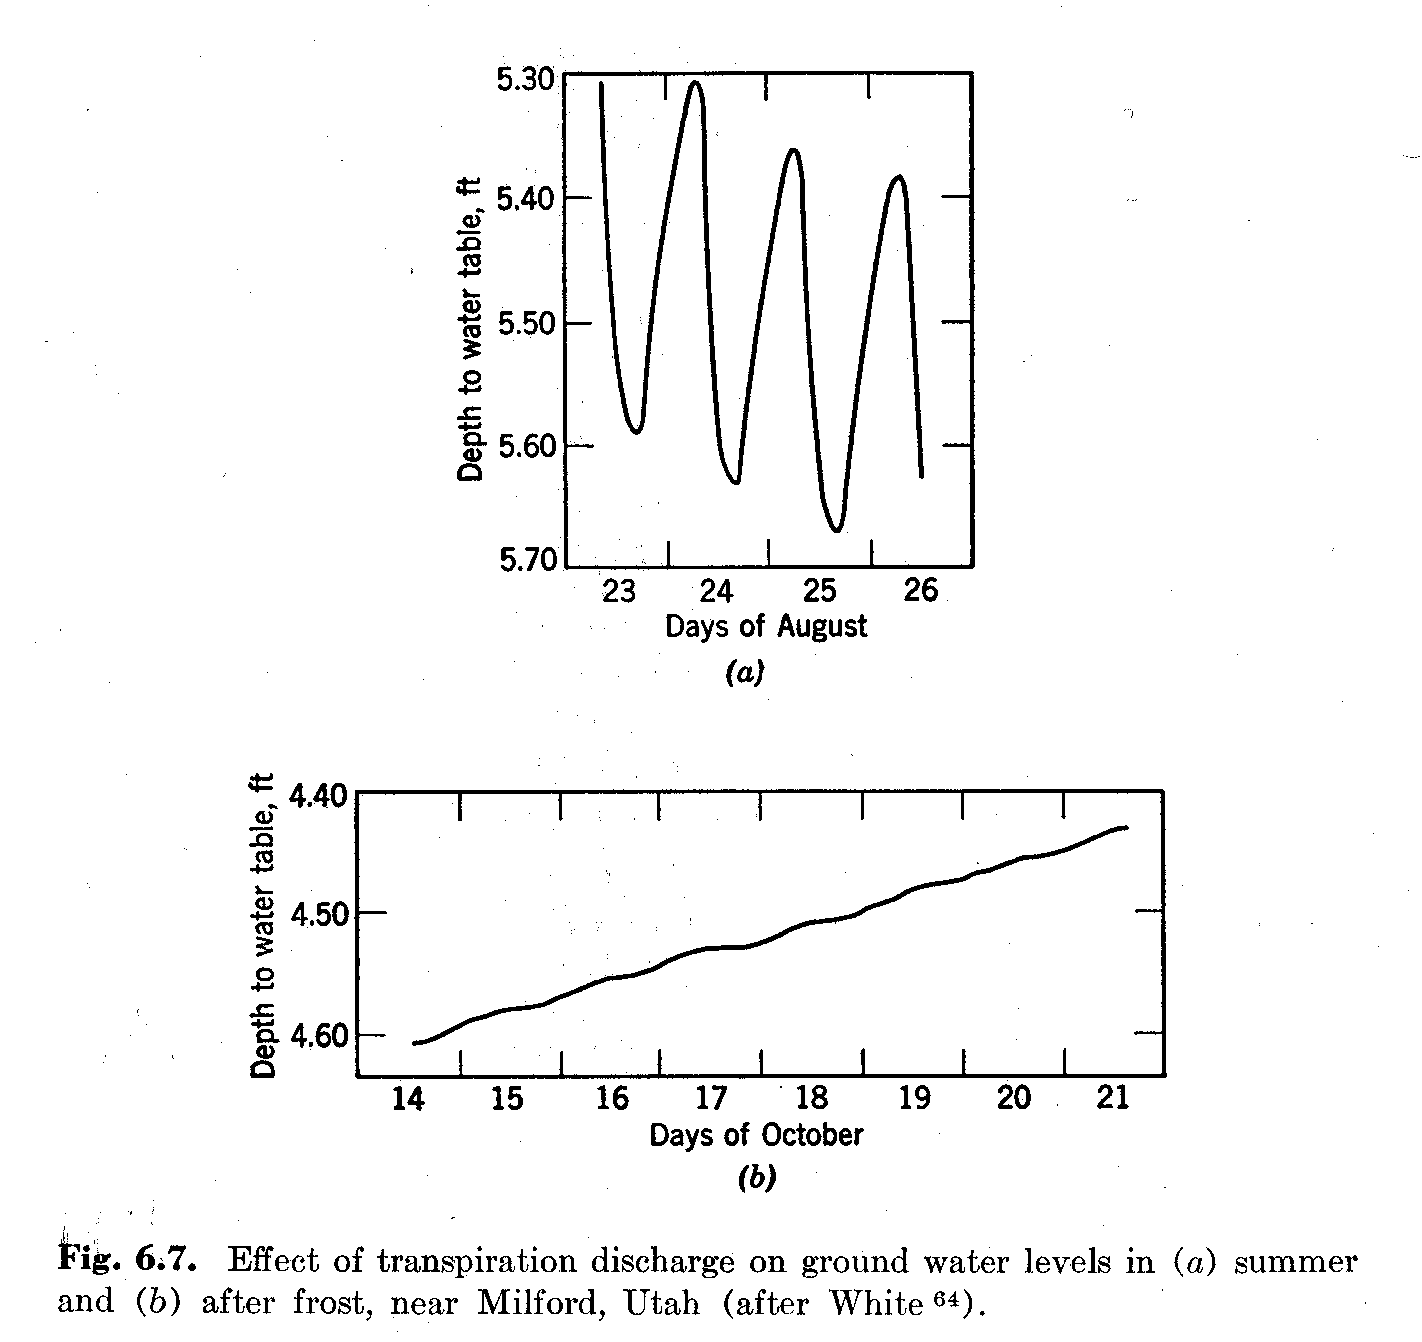 5.30
5.40
5.50
5.60
5.70
Depth to water table, ft
23 24 25 26
Days of August
(a)
4.40
4.50
4.60
Depth to water table, ft
14 15 16 17 18 19 20 21
Days of October
(b)
Fig. 6.7. Effect of transpiration discharge on ground water levels in (a) summer
and (b) after frost, near Milford, Utah (after White 64).